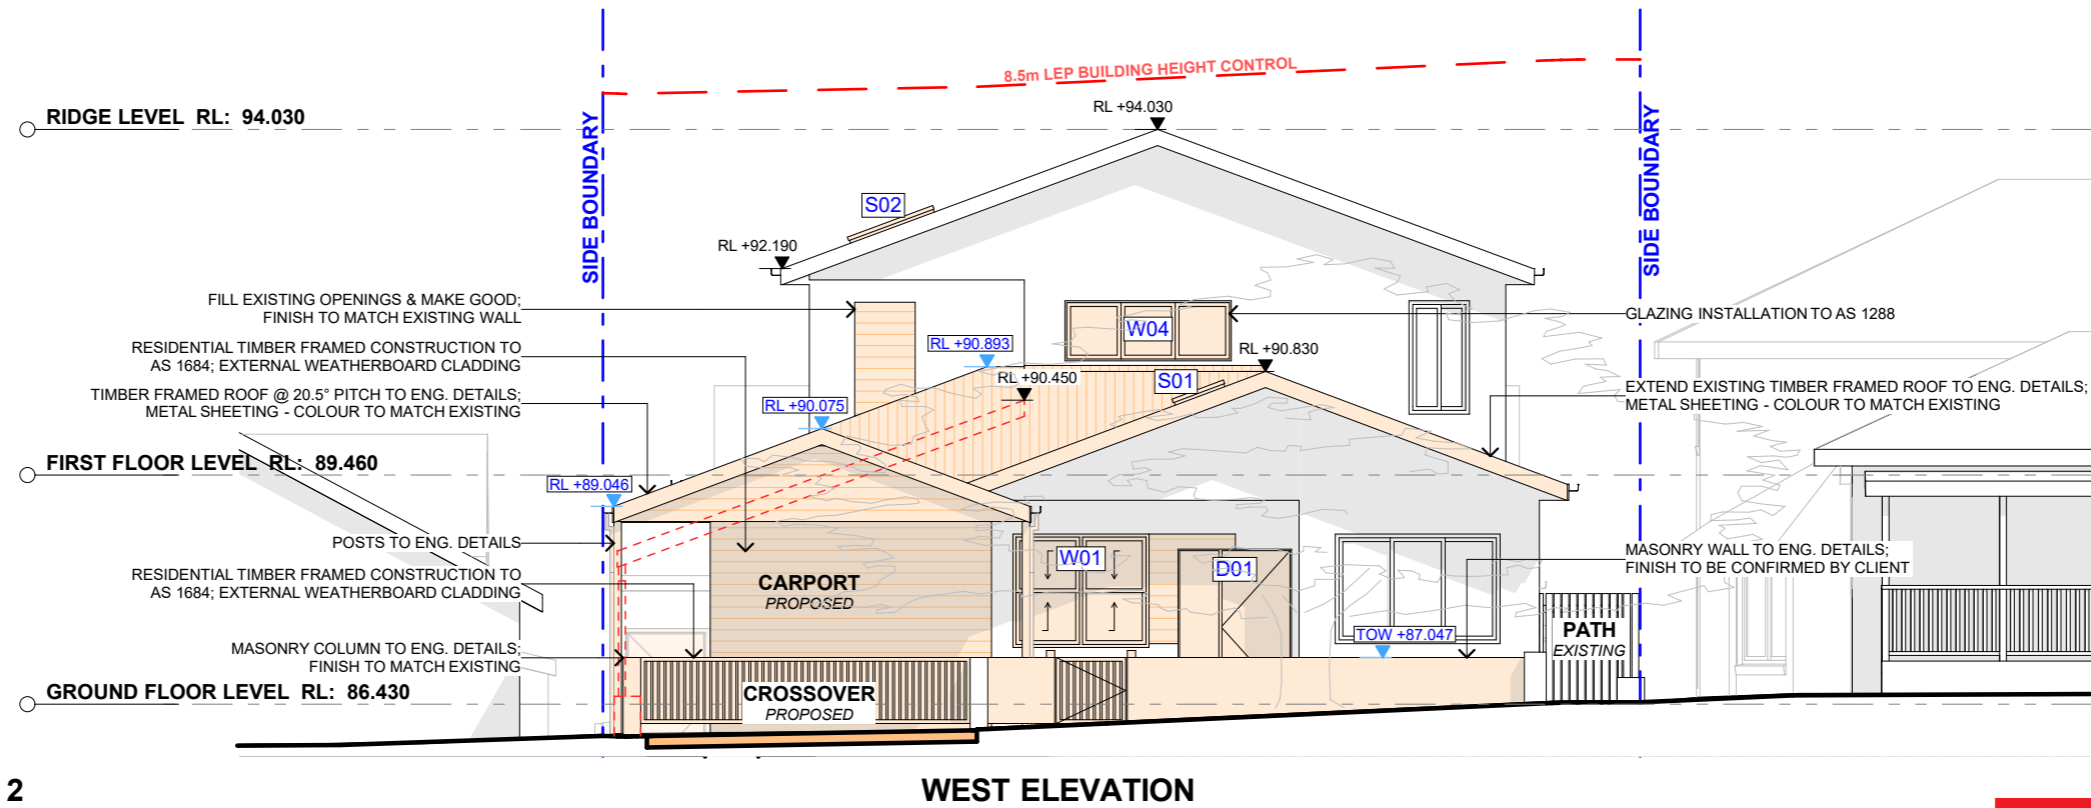 8.5m LEP BUILDING HEIGHT CONTROL
RIDGE LEVEL RL: 94.030
RL +94.030
SIDE BOUNDARY
SIDE BOUNDARY
S02
RL +92.190
FILL EXISTING OPENINGS & MAKE GOOD;
FINISH TO MATCH EXISTING WALL
GLAZING INSTALLATION TO AS 1288
W04
RESIDENTIAL TIMBER FRAMED CONSTRUCTION TO
AS 1684; EXTERNAL WEATHERBOARD CLADDING
RL +90.893
RL +90.830
RL +90.450
S01
TIMBER FRAMED ROOF @ 20.5° PITCH TO ENG. DETAILS;
METAL SHEETING - COLOUR TO MATCH EXISTING
RL +90.075
EXTEND EXISTING TIMBER FRAMED ROOF TO ENG. DETAILS;
METAL SHEETING - COLOUR TO MATCH EXISTING
FIRST FLOOR LEVEL RL: 89.460
RL +89.046
POSTS TO ENG. DETAILS
MASONRY WALL TO ENG. DETAILS;
FINISH TO BE CONFIRMED BY CLIENT
W01
D01
RESIDENTIAL TIMBER FRAMED CONSTRUCTION TO
AS 1684; EXTERNAL WEATHERBOARD CLADDING
CARPORT
PROPOSED
TOW +87.047
PATH
EXISTING
MASONRY COLUMN TO ENG. DETAILS;
FINISH TO MATCH EXISTING
GROUND FLOOR LEVEL RL: 86.430
CROSSOVER
PROPOSED
2
WEST ELEVATION